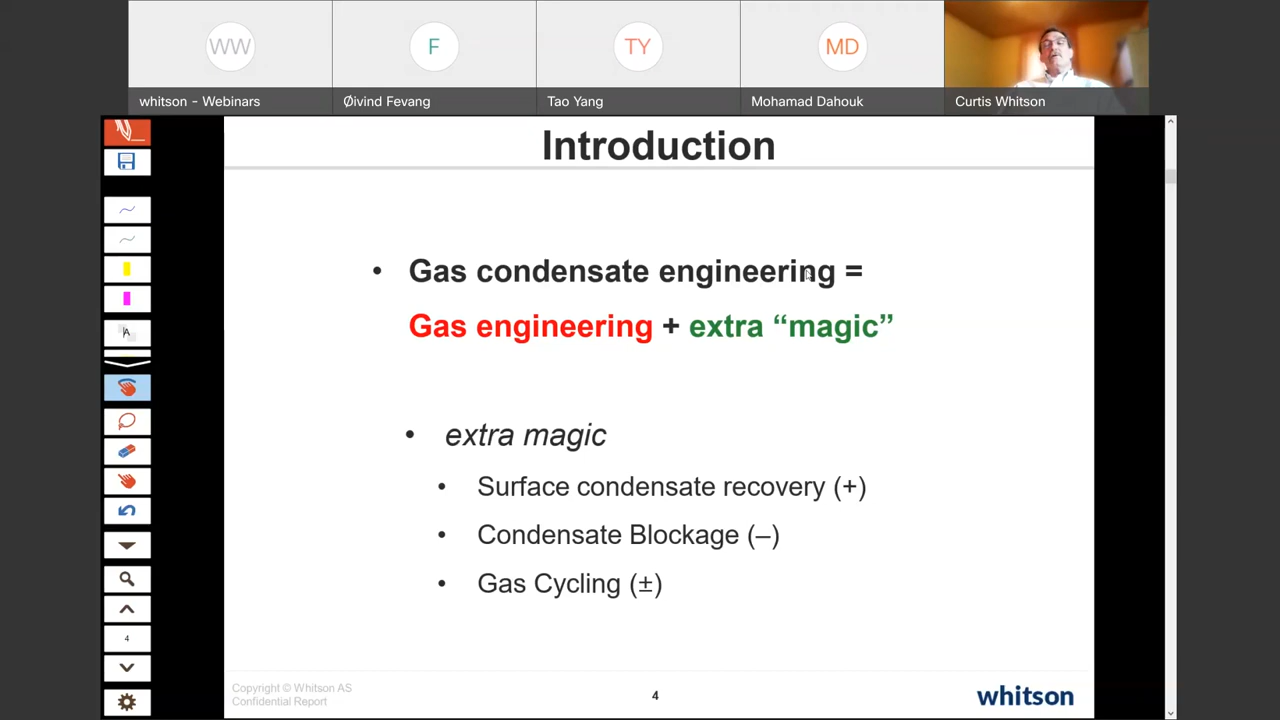 WW
F
TY
MD
whitson - Webinars
Øivind Fevang
Tao Yang
Mohamad Dahouk
Curtis Whitson
Introduction
• Gas condensate engineering =
Gas engineering + extra “magic”
• extra magic
• Surface condensate recovery (+)
• Condensate Blockage (–)
• Gas Cycling (±)
A
4
Copyright © Whitson AS
Confidential Report
4
whitson